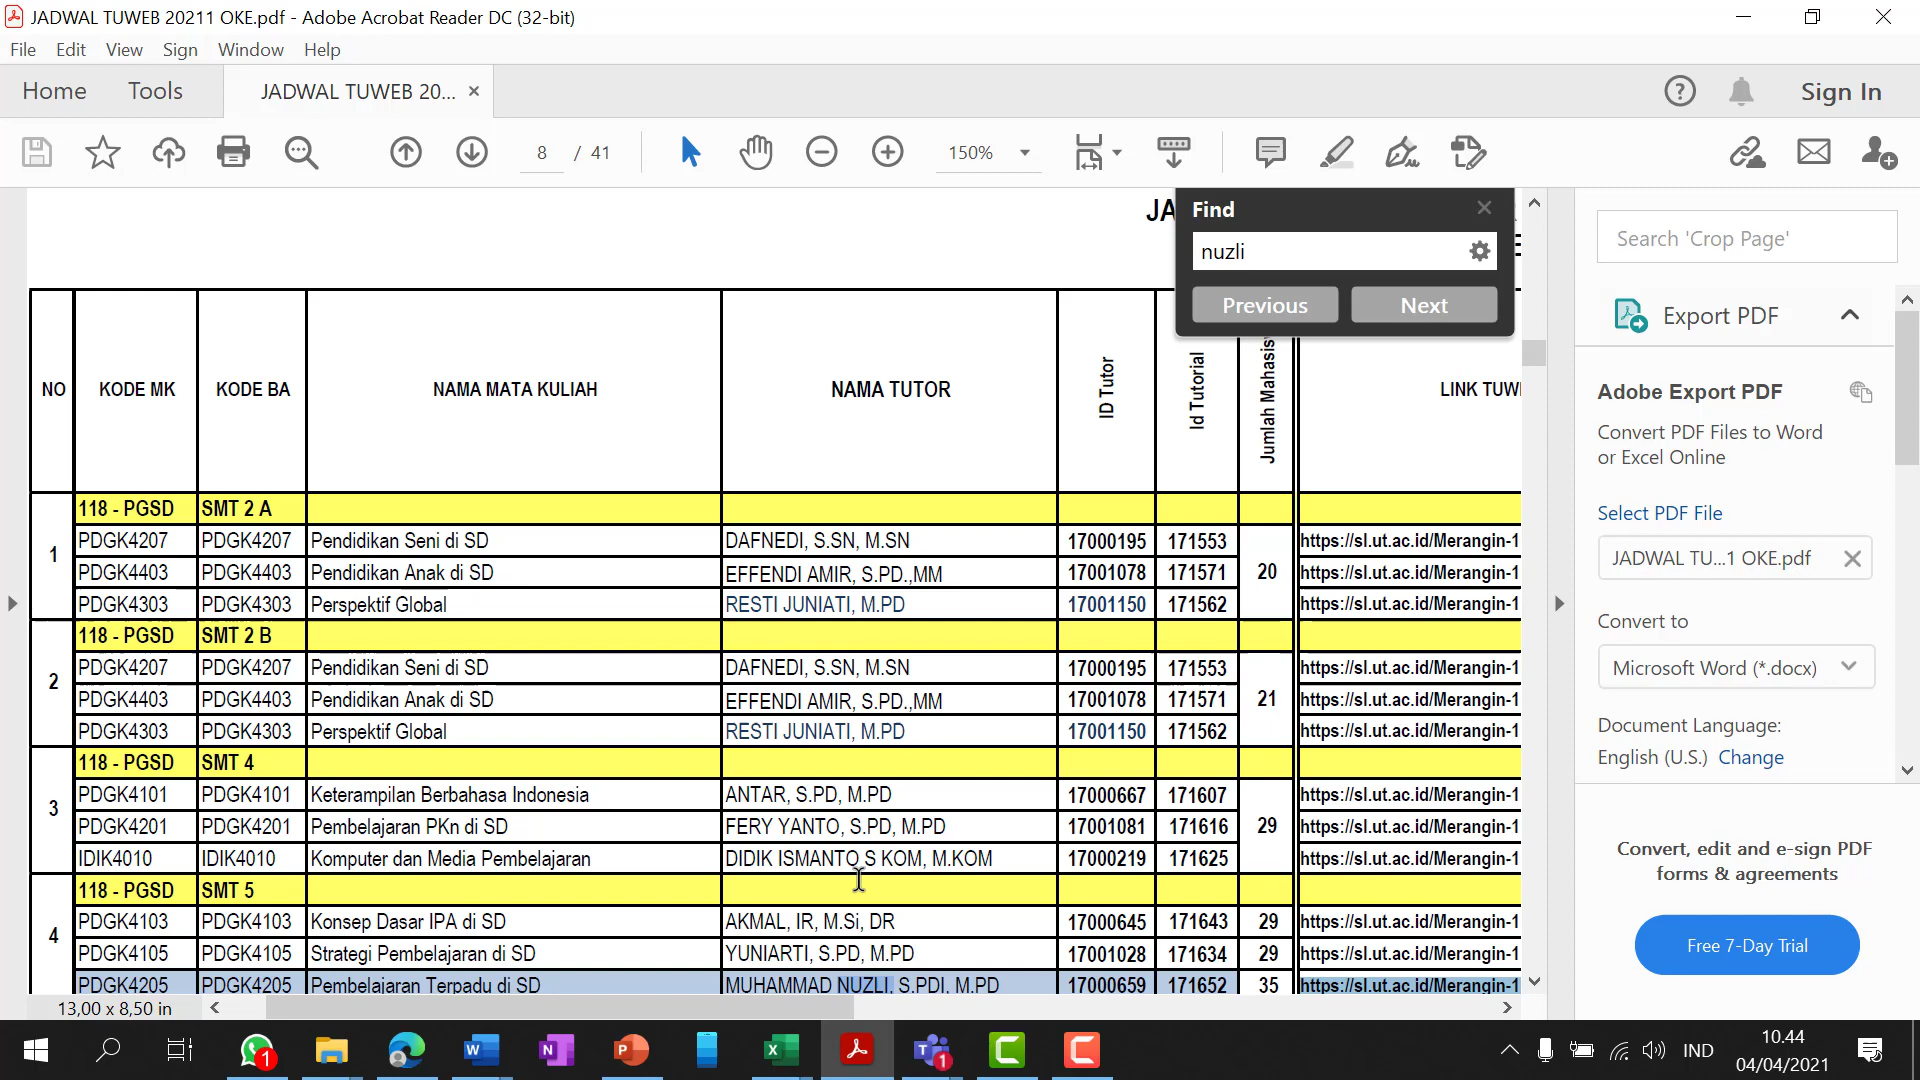 JADWAL TUWEB 20211 OKE.pdf - Adobe Acrobat Reader DC (32-bit)
File Edit View Sign Window Help
Home Tools JADWAL TUWEB 20... × Sign In
8 / 41 150%
JA
Find
nuzli
Previous Next
Search 'Crop Page'
Export PDF
Adobe Export PDF
Convert PDF Files to Word
or Excel Online
Select PDF File
JADWAL TU...1 OKE.pdf
Convert to
Microsoft Word (*.docx)
Document Language:
English (U.S.) Change
Convert, edit and e-sign PDF
forms & agreements
Free 7-Day Trial
NO KODE MK KODE BA NAMA MATA KULIAH NAMA TUTOR ID Tutor Id Tutorial Jumlah Mahasis LINK TUW
1 118 - PGSD SMT 2 A
PDGK4207 PDGK4207 Pendidikan Seni di SD DAFNEDI, S.SN, M.SN 17000195 171553 https://sl.ut.ac.id/Merangin-1
PDGK4403 PDGK4403 Pendidikan Anak di SD EFFENDI AMIR, S.PD.,MM 17001078 171571 20 https://sl.ut.ac.id/Merangin-1
PDGK4303 PDGK4303 Perspektif Global RESTI JUNIATI, M.PD 17001150 171562 https://sl.ut.ac.id/Merangin-1
2 118 - PGSD SMT 2 B
PDGK4207 PDGK4207 Pendidikan Seni di SD DAFNEDI, S.SN, M.SN 17000195 171553 https://sl.ut.ac.id/Merangin-1
PDGK4403 PDGK4403 Pendidikan Anak di SD EFFENDI AMIR, S.PD.,MM 17001078 171571 21 https://sl.ut.ac.id/Merangin-1
PDGK4303 PDGK4303 Perspektif Global RESTI JUNIATI, M.PD 17001150 171562 https://sl.ut.ac.id/Merangin-1
3 118 - PGSD SMT 4
PDGK4101 PDGK4101 Keterampilan Berbahasa Indonesia ANTAR, S.PD, M.PD 17000667 171607 https://sl.ut.ac.id/Merangin-1
PDGK4201 PDGK4201 Pembelajaran PKn di SD FERY YANTO, S.PD, M.PD 17001081 171616 29 https://sl.ut.ac.id/Merangin-1
IDIK4010 IDIK4010 Komputer dan Media Pembelajaran DIDIK ISMANTO,S KOM, M.KOM 17000219 171625 https://sl.ut.ac.id/Merangin-1
4 118 - PGSD SMT 5
PDGK4103 PDGK4103 Konsep Dasar IPA di SD AKMAL, IR, M.Si, DR 17000645 171643 29 https://sl.ut.ac.id/Merangin-1
PDGK4105 PDGK4105 Strategi Pembelajaran di SD YUNIARTI, S.PD, M.PD 17001028 171634 29 https://sl.ut.ac.id/Merangin-1
PDGK4205 PDGK4205 Pembelajaran Terpadu di SD MUHAMMAD NUZLI, S.PDI, M.PD 17000659 171652 35 https://sl.ut.ac.id/Merangin-1
13,00 x 8,50 in
IND 10.44
04/04/2021